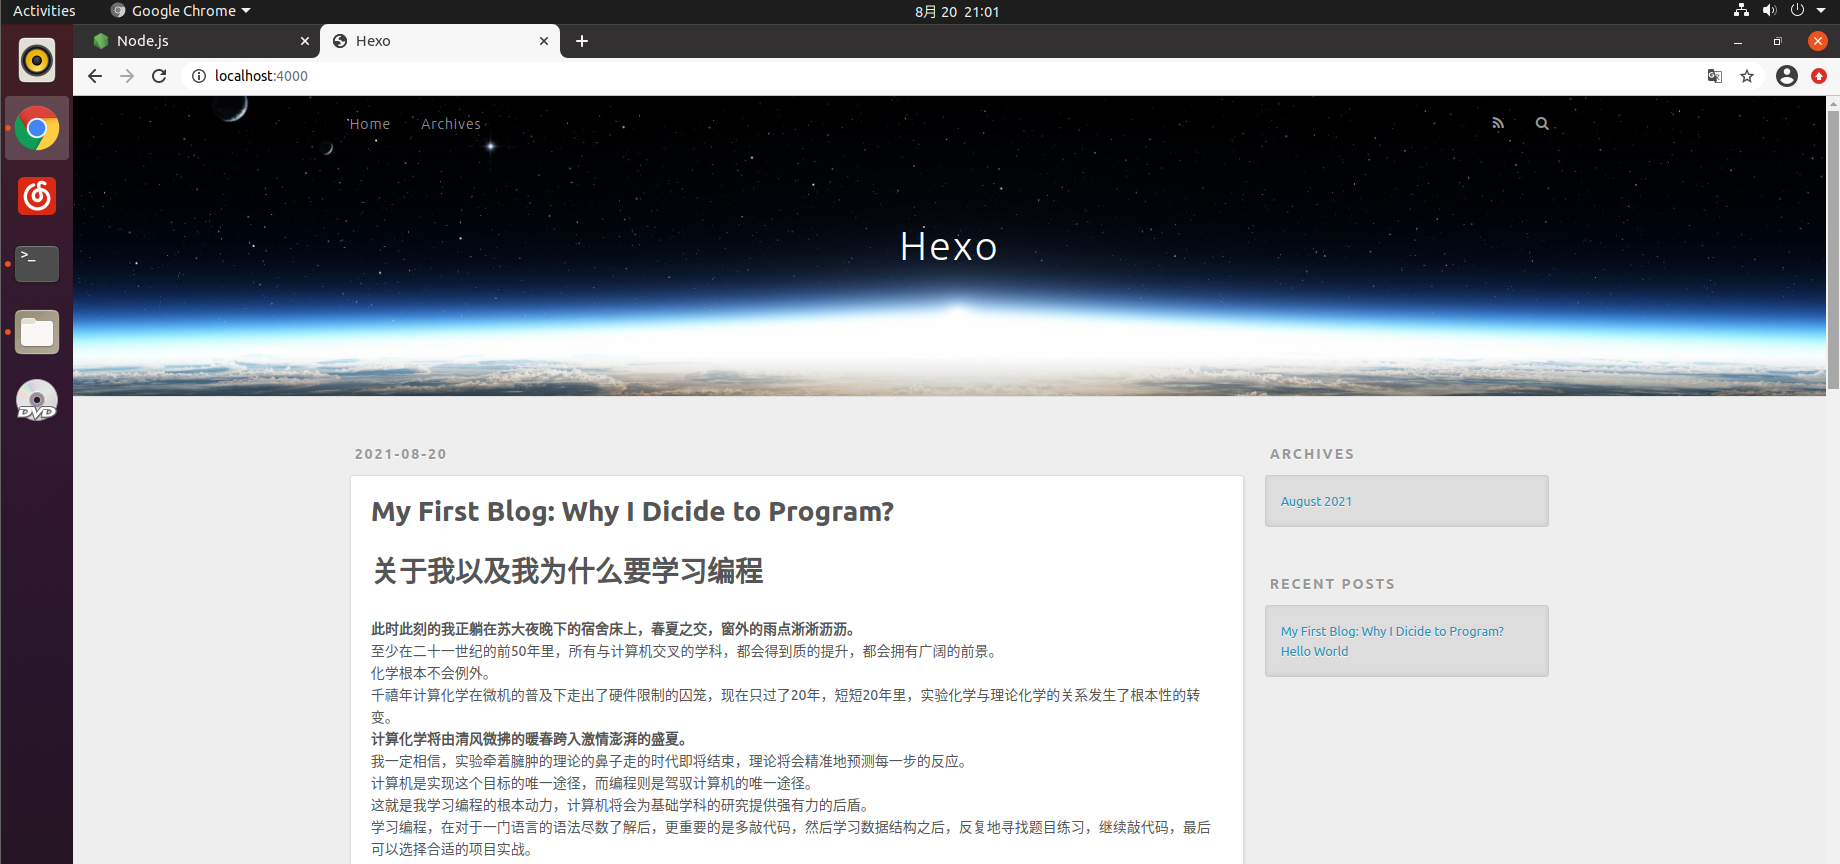 Activities
Google Chrome
8月 20 21:01
Node.js
Hexo
localhost:4000
Home
Archives
Hexo
2021-08-20
My First Blog: Why I Dicide to Program?
关于我以及我为什么要学习编程
此时此刻的我正躺在苏大夜晚下的宿舍床上，春夏之交，窗外的雨点淅淅沥沥。
至少在二十一世纪的前50年里，所有与计算机交叉的学科，都会得到质的提升，都会拥有广阔的前景。
化学根本不会例外。
千禧年计算化学在微机的普及下走出了硬件限制的囚笼，现在只过了20年，短短20年里，实验化学与理论化学的关系发生了根本性的转
变。
计算化学将由清风微拂的暖春跨入激情澎湃的盛夏。
我一定相信，实验牵着臃肿的理论的鼻子走的时代即将结束，理论将会精准地预测每一步的反应。
计算机是实现这个目标的唯一途径，而编程则是驾驭计算机的唯一途径。
这就是我学习编程的根本动力，计算机将会为基础学科的研究提供强有力的后盾。
学习编程，在对于一门语言的语法尽数了解后，更重要的是多敲代码，然后学习数据结构之后，反复地寻找题目练习，继续敲代码，最后
可以选择合适的项目实战。
ARCHIVES
August 2021
RECENT POSTS
My First Blog: Why I Dicide to Program?
Hello World
>_
DVD